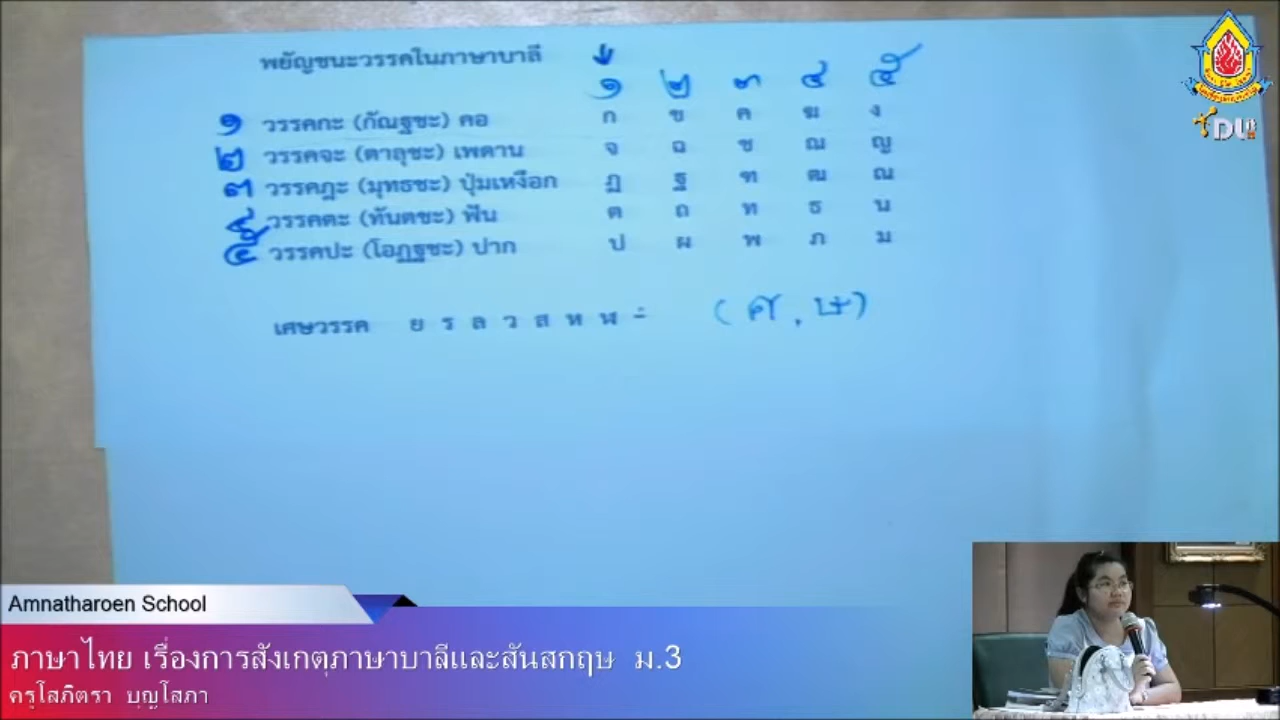 พยัญชนะวรรคในภาษาบาลี
๑ ๒ ๓ ๔ ๕
๑ วรรคกะ (กัณฐชะ) คอ ก ข ค ฆ ง
๒ วรรคจะ (ตาลุชะ) เพดาน จ ฉ ช ฌ ญ
๓ วรรคฏะ (มุทธชะ) ปุ่มเหงือก ฏ ฐ ฑ ฒ ณ
๔ วรรคตะ (ทันตชะ) ฟัน ต ถ ท ธ น
๕ วรรคปะ (โอฏฐชะ) ปาก ป ผ พ ภ ม
เศษวรรค ย ร ล ว ส ห ฬ ํ (ศ , ษ)
DLIT
Amnatharoen School
ภาษาไทย เรื่องการสังเกตุภาษาบาลีและสันสกฤษ ม.3
ครูโสภิตรา บุญโสภา